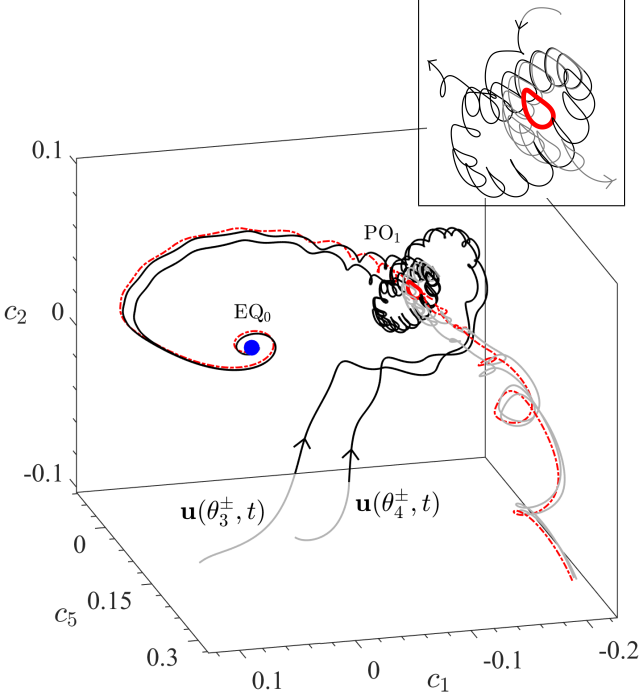 0.1
PO₁
c₂
0
EQ₀
-0.1
u(θ₃^±, t)
u(θ₄^±, t)
0
c₅
0.15
0.3
0.1
0
c₁
-0.1
-0.2